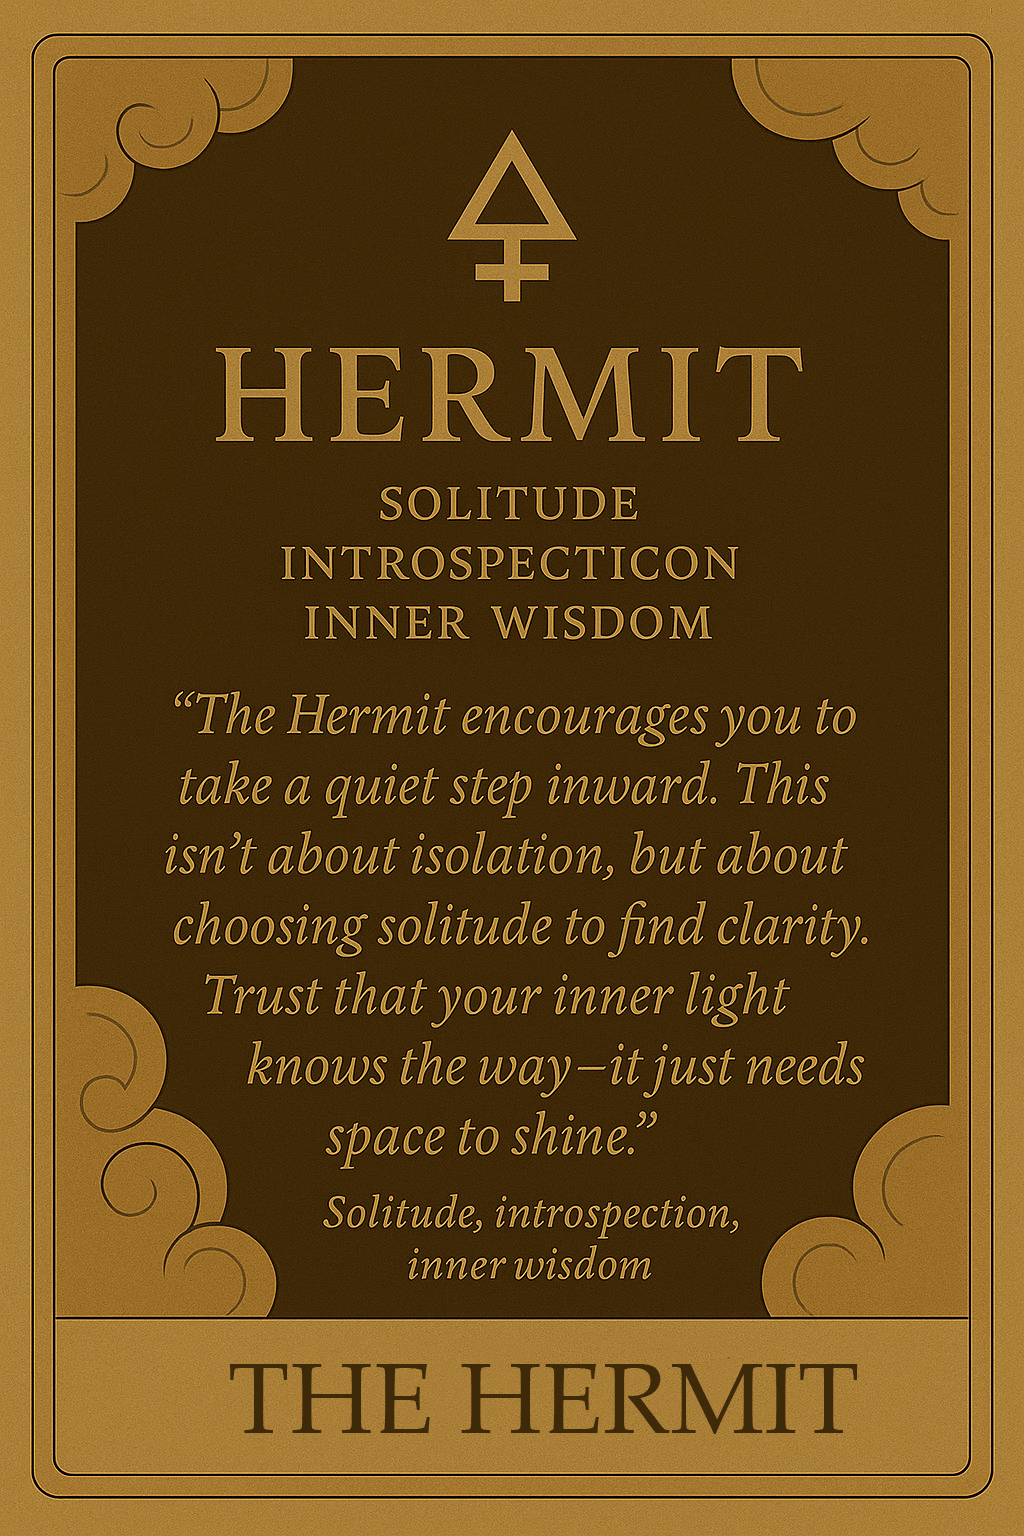 HERMIT
SOLITUDE
INTROSPECTICON
INNER WISDOM
“The Hermit encourages you to
take a quiet step inward. This
isn’t about isolation, but about
choosing solitude to find clarity.
Trust that your inner light
knows the way–it just needs
space to shine.”
Solitude, introspection,
inner wisdom
THE HERMIT